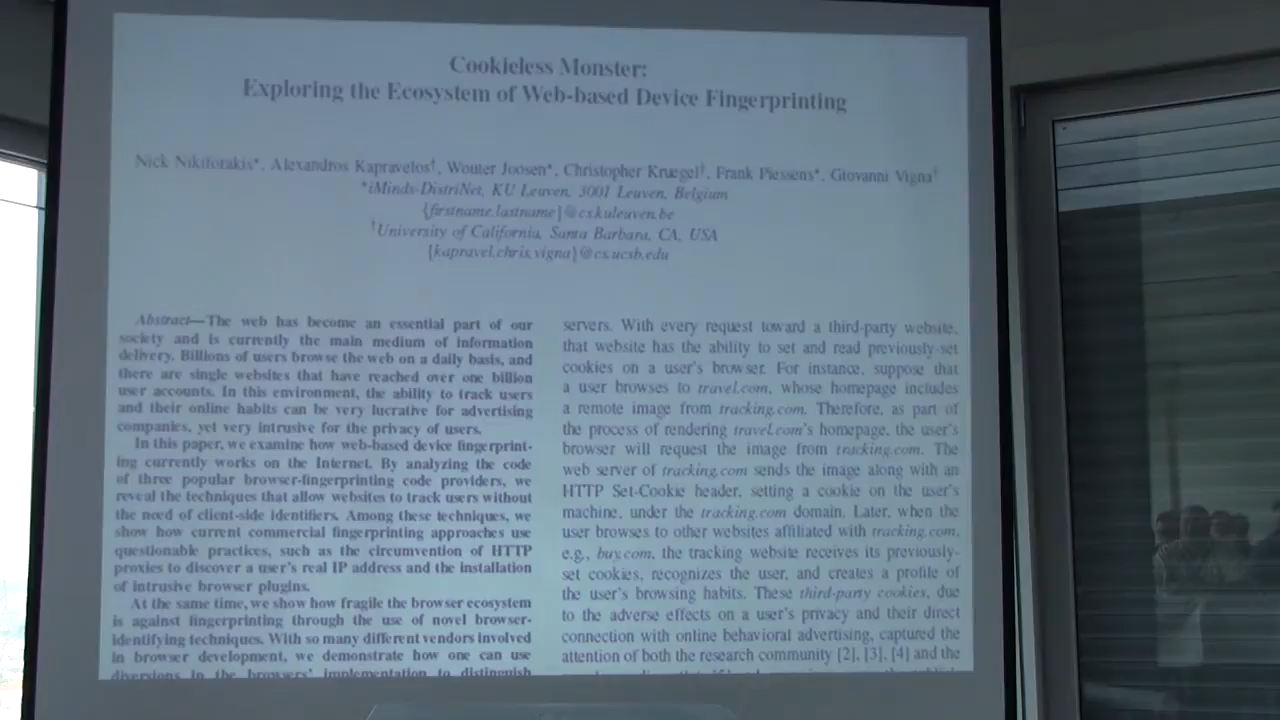 Cookieless Monster:
Exploring the Ecosystem of Web-based Device Fingerprinting
Nick Nikiforakis*, Alexandros Kapravelos†, Wouter Joosen*, Christopher Kruegel†, Frank Piessens*, Giovanni Vigna†
*iMinds-DistriNet, KU Leuven, 3001 Leuven, Belgium
{firstname.lastname}@cs.kuleuven.be
†University of California, Santa Barbara, CA, USA
{kapravel,chris,vigna}@cs.ucsb.edu
Abstract—The web has become an essential part of our
society and is currently the main medium of information
delivery. Billions of users browse the web on a daily basis, and
there are single websites that have reached over one billion
user accounts. In this environment, the ability to track users
and their online habits can be very lucrative for advertising
companies, yet very intrusive for the privacy of users.
In this paper, we examine how web-based device fingerprint-
ing currently works on the Internet. By analyzing the code
of three popular browser-fingerprinting code providers, we
reveal the techniques that allow websites to track users without
the need of client-side identifiers. Among these techniques, we
show how current commercial fingerprinting approaches use
questionable practices, such as the circumvention of HTTP
proxies to discover a user's real IP address and the installation
of intrusive browser plugins.
At the same time, we show how fragile the browser ecosystem
is against fingerprinting through the use of novel browser-
identifying techniques. With so many different vendors involved
in browser development, we demonstrate how one can use
diversions in the browsers' implementation to distinguish
servers. With every request toward a third-party website,
that website has the ability to set and read previously-set
cookies on a user's browser. For instance, suppose that
a user browses to travel.com, whose homepage includes
a remote image from tracking.com. Therefore, as part of
the process of rendering travel.com's homepage, the user's
browser will request the image from tracking.com. The
web server of tracking.com sends the image along with an
HTTP Set-Cookie header, setting a cookie on the user's
machine, under the tracking.com domain. Later, when the
user browses to other websites affiliated with tracking.com,
e.g., buy.com, the tracking website receives its previously-
set cookies, recognizes the user, and creates a profile of
the user's browsing habits. These third-party cookies, due
to the adverse effects on a user's privacy and their direct
connection with online behavioral advertising, captured the
attention of both the research community [2], [3], [4] and the